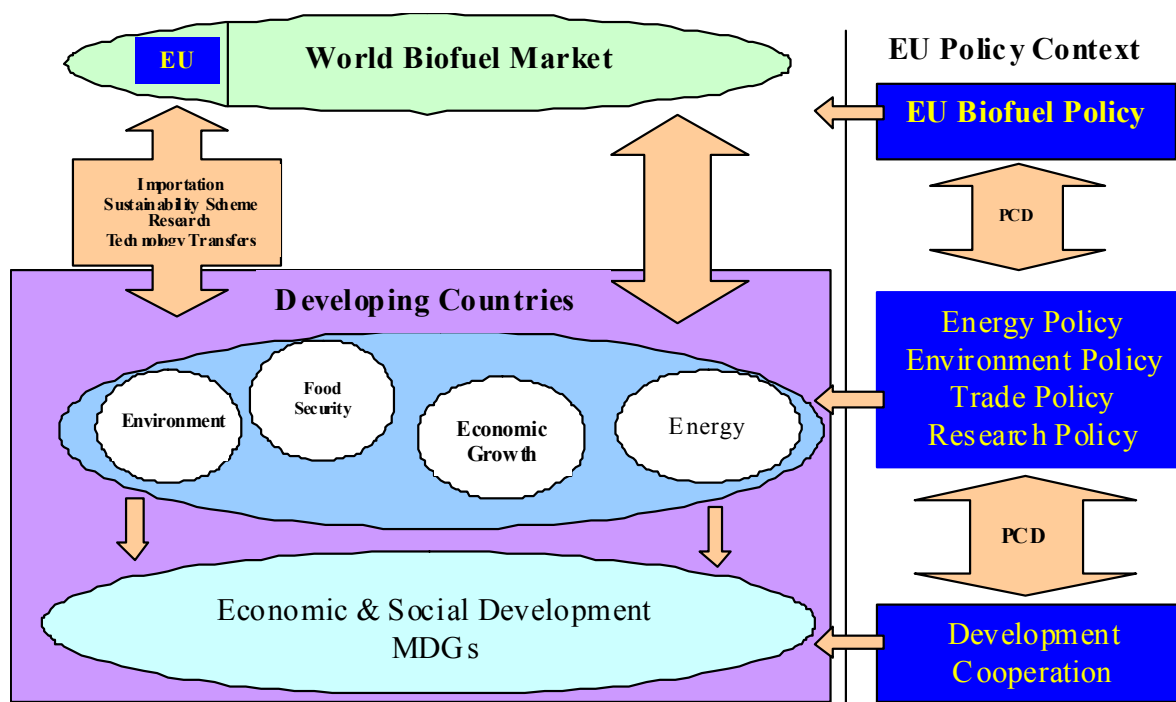 EU
World Biofuel Market
EU Policy Context
EU Biofuel Policy
Importation
Sustainability Scheme
Research
Technology Transfers
PCD
Developing Countries
Environment
Food
Security
Economic
Growth
Energy
Energy Policy
Environment Policy
Trade Policy
Research Policy
PCD
Economic & Social Development
MDGs
Development
Cooperation